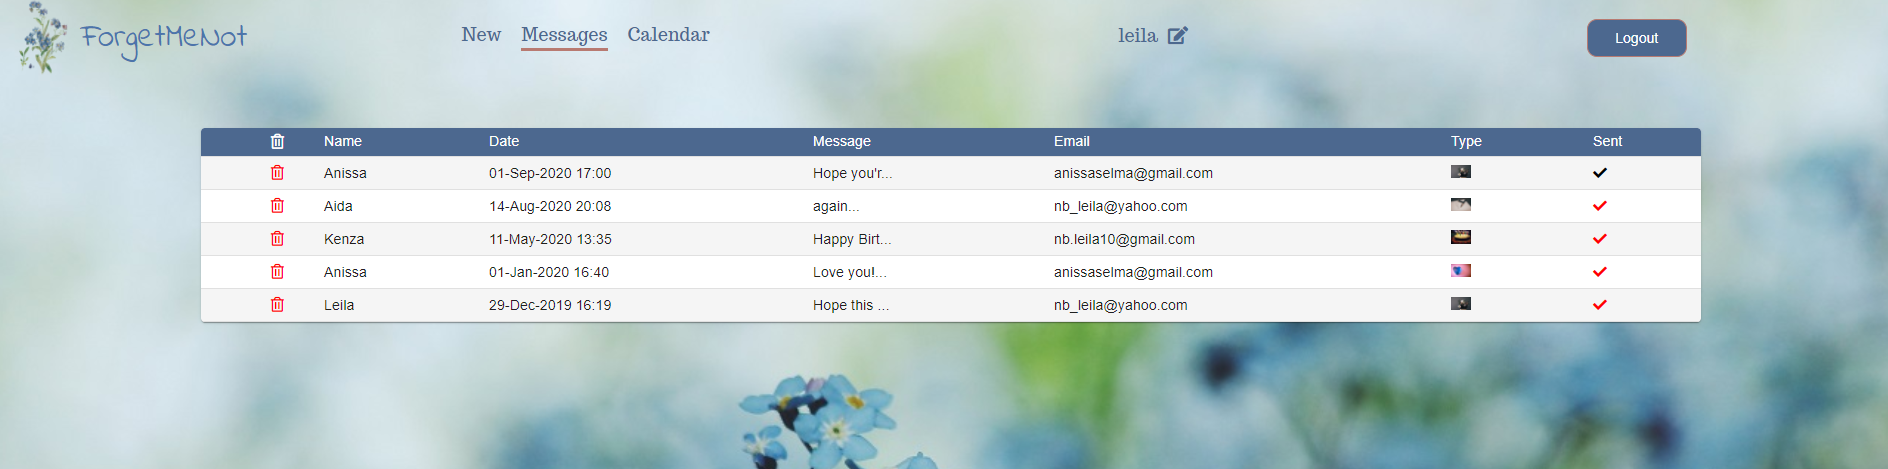 ForgetMeNot New Messages Calendar leila Logout
Name Date Message Email Type Sent
Anissa 01-Sep-2020 17:00 Hope you'r... anissaselma@gmail.com
Aida 14-Aug-2020 20:08 again... nb_leila@yahoo.com
Kenza 11-May-2020 13:35 Happy Birt... nb.leila10@gmail.com
Anissa 01-Jan-2020 16:40 Love you!... anissaselma@gmail.com
Leila 29-Dec-2019 16:19 Hope this ... nb_leila@yahoo.com